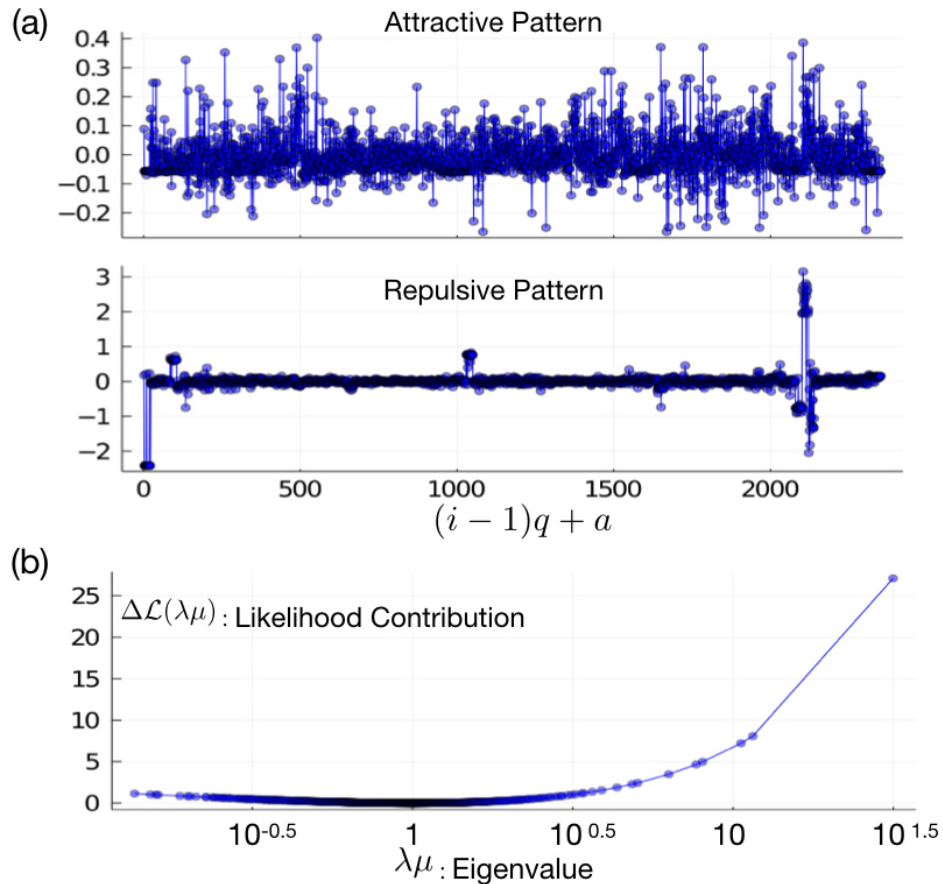 (a)
Attractive Pattern
0.4
0.3
0.2
0.1
0.0
−0.1
−0.2
Repulsive Pattern
3
2
1
0
−1
−2
0 500 1000 1500 2000
(i − 1)q + a
(b)
ΔℒL(λμ) : Likelihood Contribution
25
20
15
10
5
0
10^-0.5 1 10^0.5 10 10^1.5
λμ : Eigenvalue